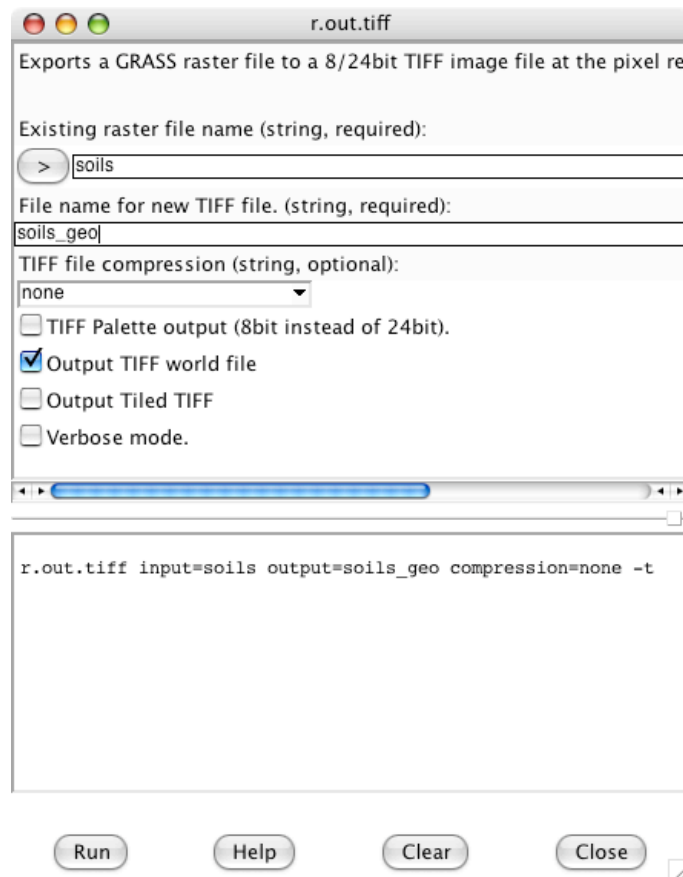 r.out.tiff
Exports a GRASS raster file to a 8/24bit TIFF image file at the pixel re
Existing raster file name (string, required):
> soils
File name for new TIFF file. (string, required):
soils_geo
TIFF file compression (string, optional):
none
TIFF Palette output (8bit instead of 24bit).
Output TIFF world file
Output Tiled TIFF
Verbose mode.
r.out.tiff input=soils output=soils_geo compression=none -t
Run Help Clear Close